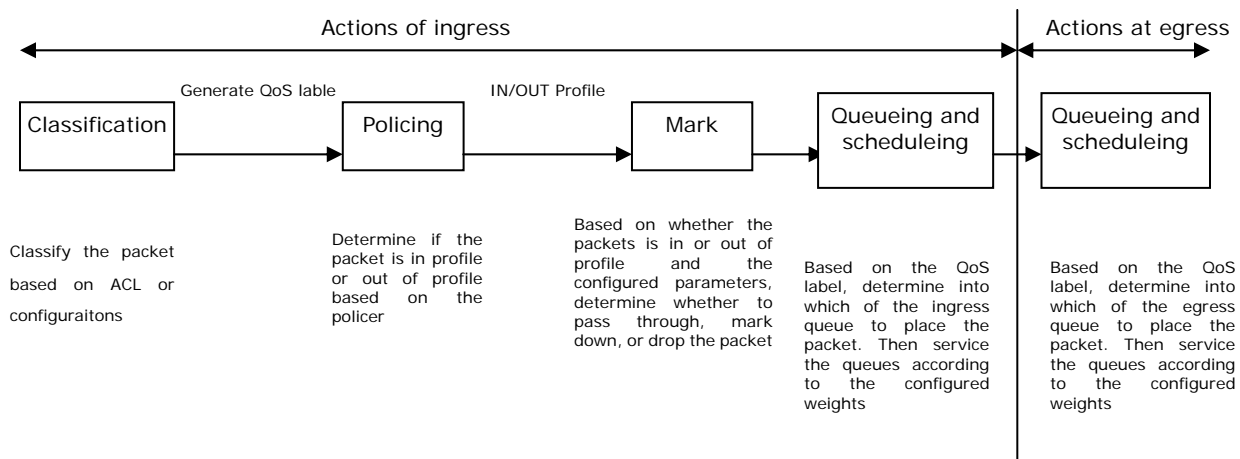 Actions of ingress
Actions at egress
Generate QoS lable
IN/OUT Profile
Classification
Policing
Mark
Queueing and
scheduleing
Queueing and
scheduleing
Classify the packet
based on ACL or
configuraitons
Determine if the
packet is in profile
or out of profile
based on the
policer
Based on whether the
packets is in or out of
profile and the
configured parameters,
determine whether to
pass through, mark
down, or drop the packet
Based on the QoS
label, determine into
which of the ingress
queue to place the
packet. Then service
the queues according
to the configured
weights
Based on the QoS
label, determine into
which of the egress
queue to place the
packet. Then service
the queues according
to the configured
weights